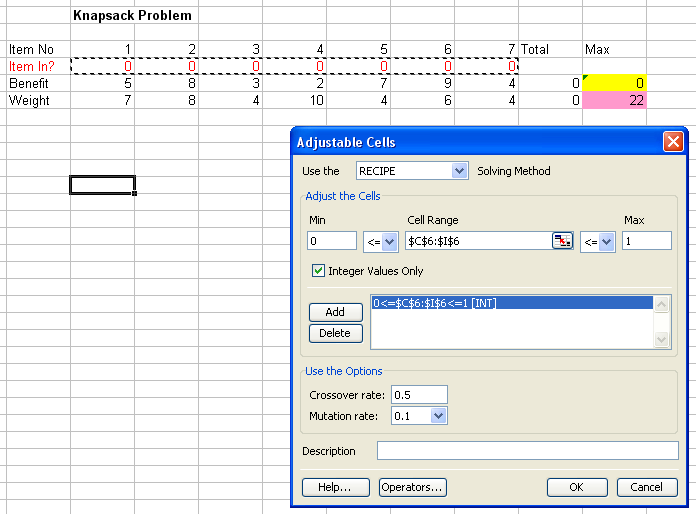 Knapsack Problem
Item No 1 2 3 4 5 6 7 Total Max
Item In? 0 0 0 0 0 0 0
Benefit 5 8 3 2 7 9 4 0 0
Weight 7 8 4 10 4 6 4 0 22
Adjustable Cells
Use the RECIPE Solving Method
Adjust the Cells
Min Cell Range Max
0 <= $C$6:$I$6 <= 1
Integer Values Only
Add
0<=$C$6:$I$6<=1 [INT]
Delete
Use the Options
Crossover rate: 0.5
Mutation rate: 0.1
Description
Help... Operators... OK Cancel